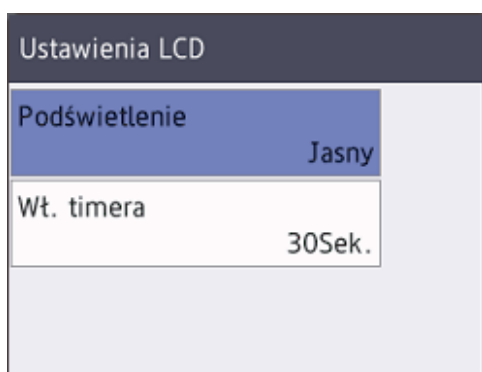 Ustawienia LCD
Podświetlenie
Jasny
Wł. timera
30Sek.